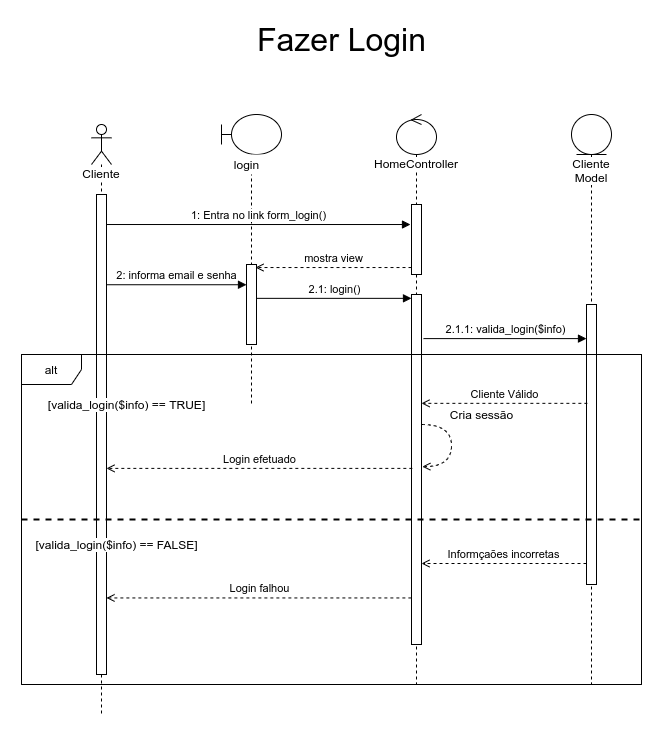 Fazer Login
Cliente
login
HomeController
Cliente
Model
1: Entra no link form_login()
mostra view
2: informa email e senha
2.1: login()
2.1.1: valida_login($info)
alt
Cliente Válido
[valida_login($info) == TRUE]
Cria sessão
Login efetuado
[valida_login($info) == FALSE]
Informçaões incorretas
Login falhou